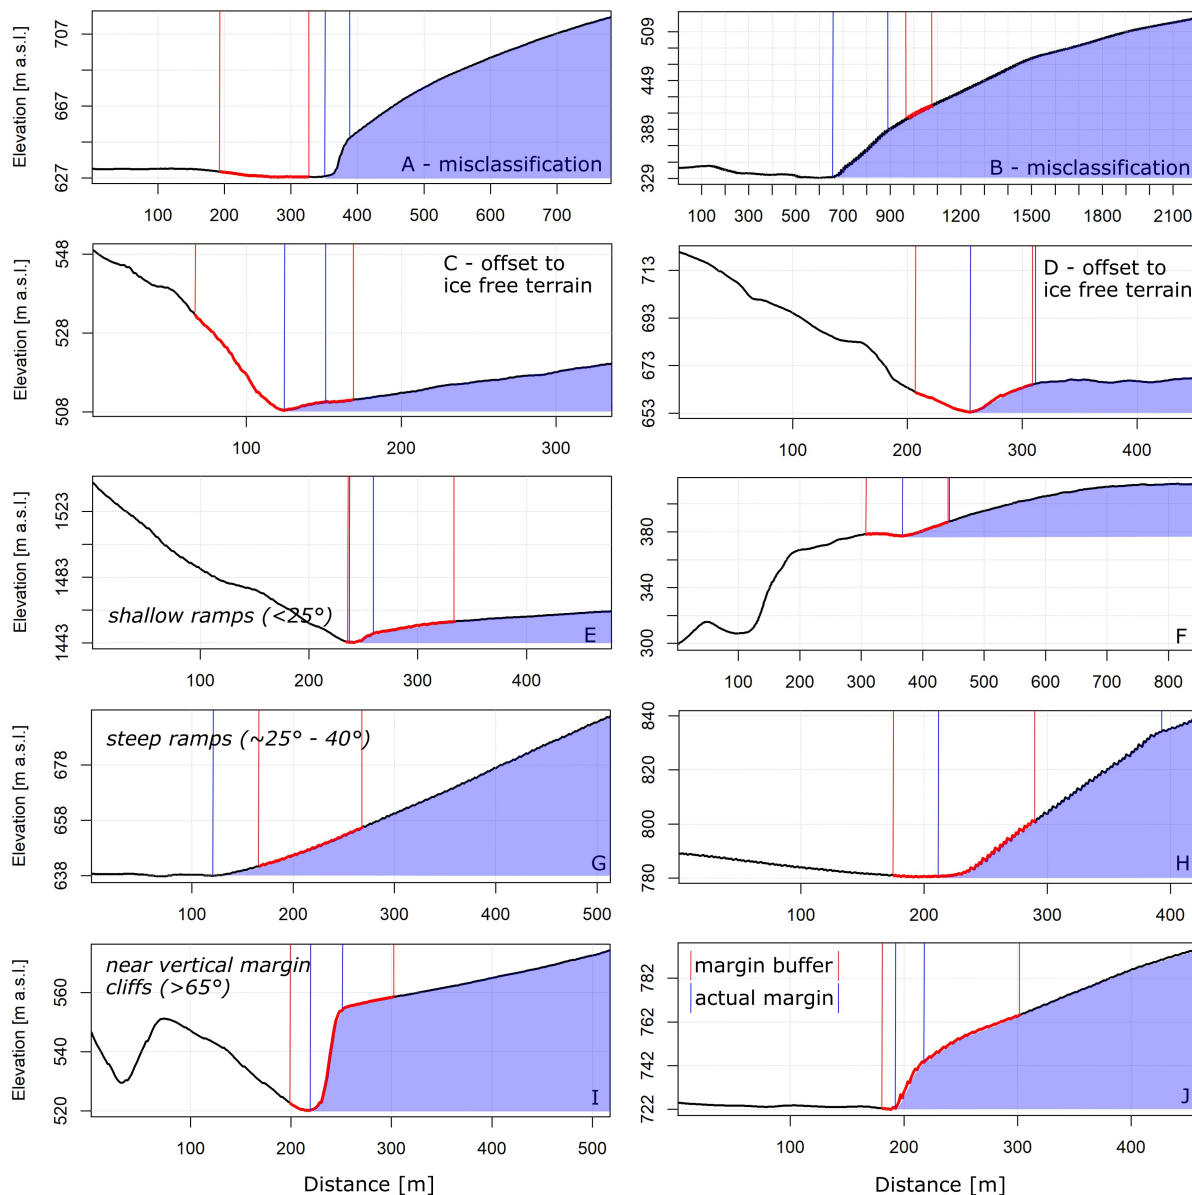 Elevation [m a.s.l.]
707
667
627
A - misclassification
100 200 300 400 500 600 700
509
449
389
329
B - misclassification
100 300 500 700 900 1200 1500 1800 2100
Elevation [m a.s.l.]
548
528
508
C - offset to
ice free terrain
100 200 300
713
693
673
653
D - offset to
ice free terrain
100 200 300 400
Elevation [m a.s.l.]
1523
1483
1443
shallow ramps (<25°)
E
100 200 300 400
380
340
300
F
100 200 300 400 500 600 700 800
Elevation [m a.s.l.]
678
658
638
steep ramps (~25° - 40°)
G
100 200 300 400 500
840
820
800
780
H
100 200 300 400
Elevation [m a.s.l.]
560
540
520
near vertical margin
cliffs (>65°)
I
100 200 300 400 500
Distance [m]
782
762
742
722
margin buffer
actual margin
J
100 200 300 400
Distance [m]